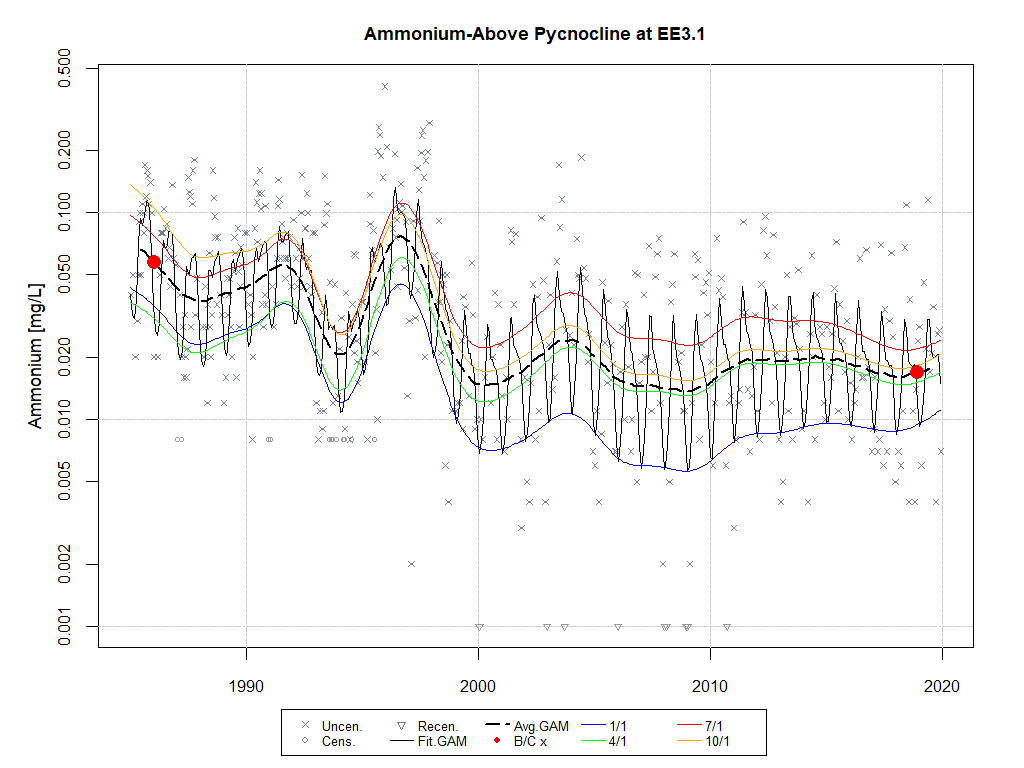 Ammonium-Above Pycnocline at EE3.1
Ammonium [mg/L]
0.500
0.200
0.100
0.050
0.020
0.010
0.005
0.002
0.001
1990 2000 2010 2020
Uncen. Recen. Avg.GAM 1/1 7/1
Cens. Fit.GAM B/C x 4/1 10/1